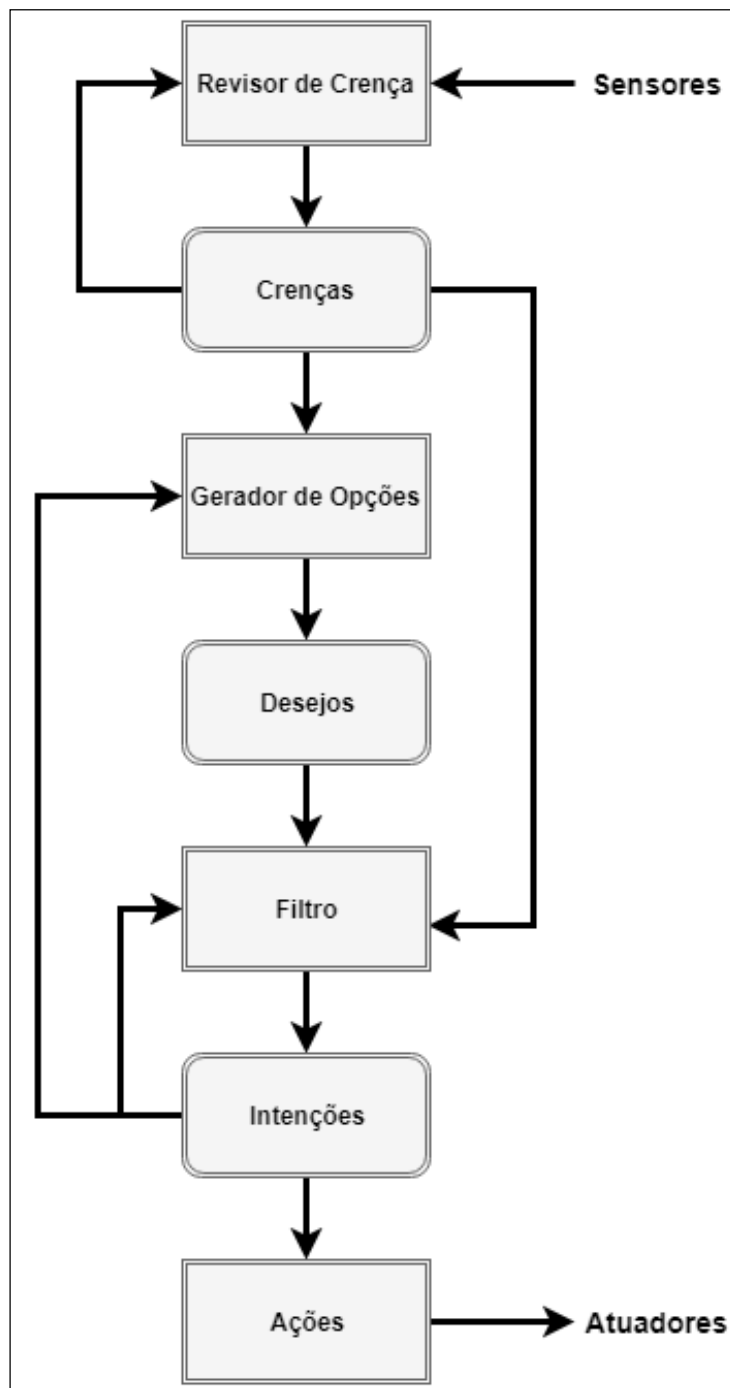 Revisor de Crença
Sensores
Crenças
Gerador de Opções
Desejos
Filtro
Intenções
Ações
Atuadores